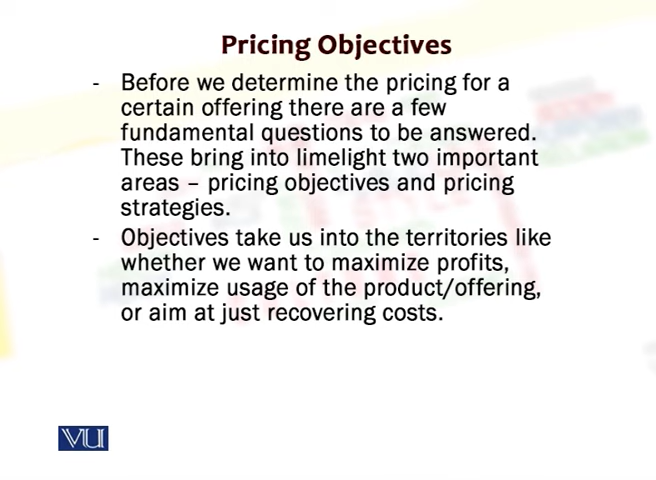 Pricing Objectives
- Before we determine the pricing for a
certain offering there are a few
fundamental questions to be answered.
These bring into limelight two important
areas – pricing objectives and pricing
strategies.
- Objectives take us into the territories like
whether we want to maximize profits,
maximize usage of the product/offering,
or aim at just recovering costs.
VU